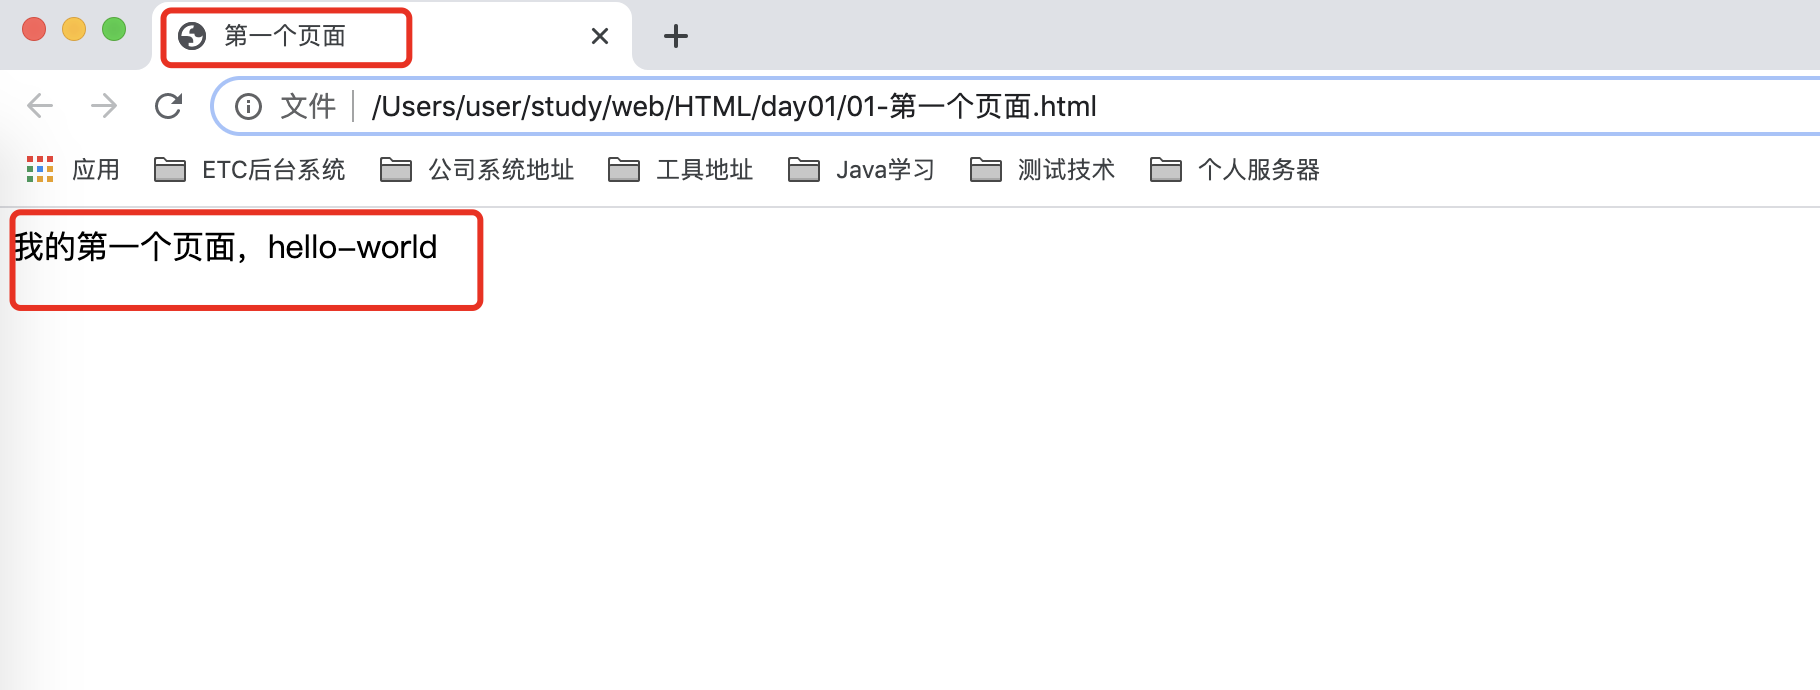 第一个页面
文件 /Users/user/study/web/HTML/day01/01-第一个页面.html
应用 ETC后台系统 公司系统地址 工具地址 Java学习 测试技术 个人服务器
我的第一个页面，hello-world